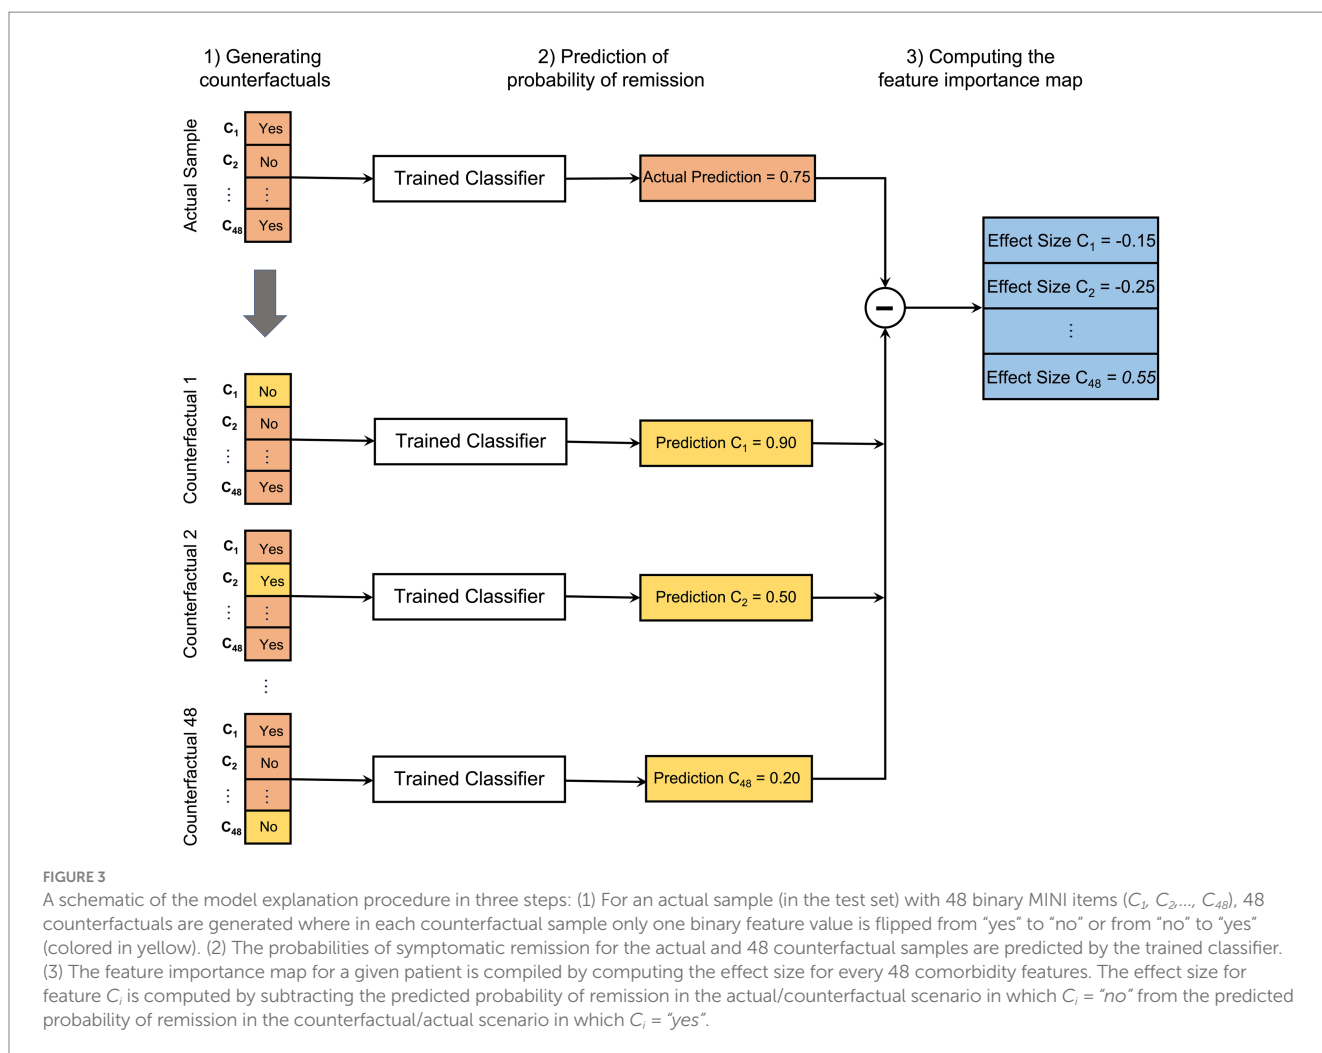 1) Generating
counterfactuals
2) Prediction of
probability of remission
3) Computing the
feature importance map
Actual Sample
C1 Yes
C2 No
⋮ ⋮
C48 Yes
Trained Classifier
Actual Prediction = 0.75
Effect Size C1 = -0.15
Effect Size C2 = -0.25
⋮
Effect Size C48 = 0.55
−
Counterfactual 1
C1 No
C2 No
⋮ ⋮
C48 Yes
Trained Classifier
Prediction C1 = 0.90
Counterfactual 2
C1 Yes
C2 Yes
⋮ ⋮
C48 Yes
Trained Classifier
Prediction C2 = 0.50
⋮
Counterfactual 48
C1 Yes
C2 No
⋮ ⋮
C48 No
Trained Classifier
Prediction C48 = 0.20
FIGURE 3
A schematic of the model explanation procedure in three steps: (1) For an actual sample (in the test set) with 48 binary MINI items (C1, C2,..., C48), 48
counterfactuals are generated where in each counterfactual sample only one binary feature value is flipped from “yes” to “no” or from “no” to “yes”
(colored in yellow). (2) The probabilities of symptomatic remission for the actual and 48 counterfactual samples are predicted by the trained classifier.
(3) The feature importance map for a given patient is compiled by computing the effect size for every 48 comorbidity features. The effect size for
feature Ci is computed by subtracting the predicted probability of remission in the actual/counterfactual scenario in which Ci = “no” from the predicted
probability of remission in the counterfactual/actual scenario in which Ci = “yes”.